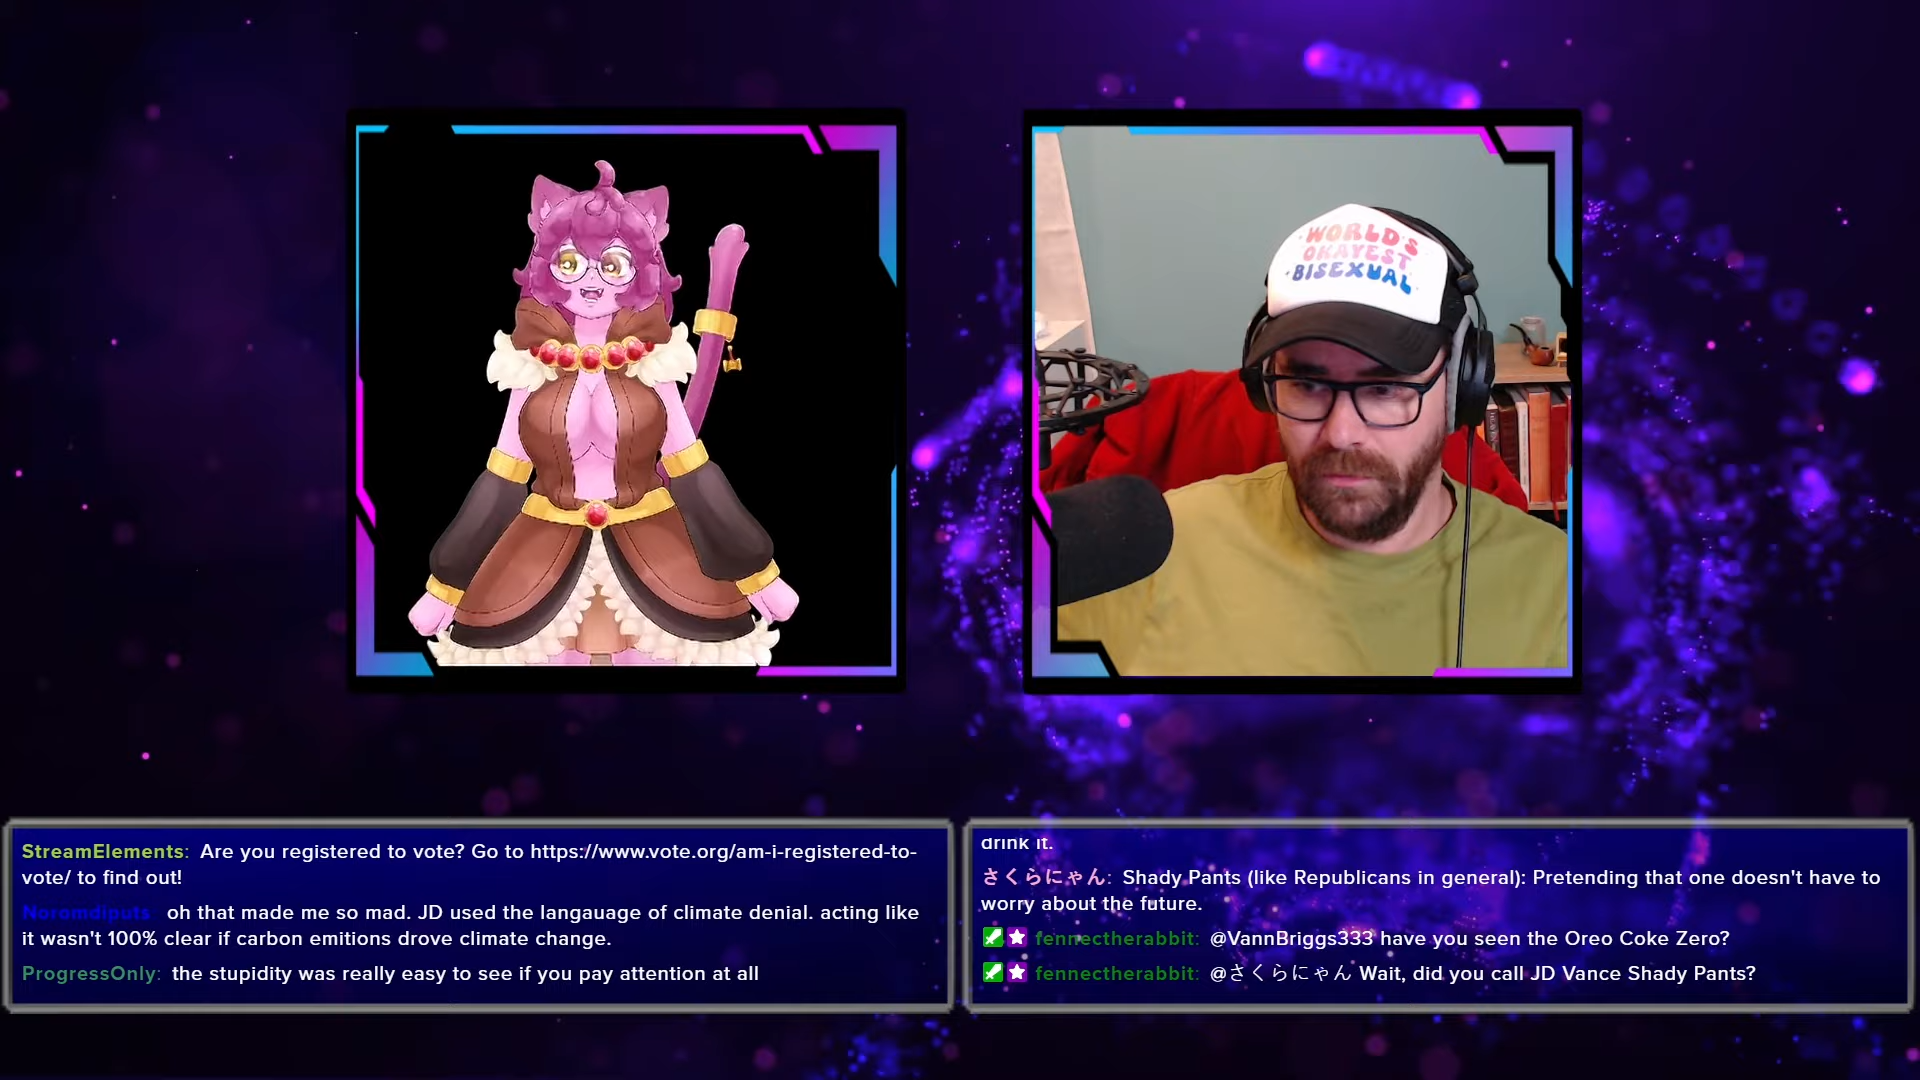 WORLD'S
OKAYEST
BISEXUAL
StreamElements: Are you registered to vote? Go to https://www.vote.org/am-i-registered-to-
vote/ to find out!
Noromdiputs oh that made me so mad. JD used the langauage of climate denial. acting like
it wasn't 100% clear if carbon emitions drove climate change.
ProgressOnly: the stupidity was really easy to see if you pay attention at all
drink it.
さくらにゃん: Shady Pants (like Republicans in general): Pretending that one doesn't have to
worry about the future.
fennectherabbit: @VannBriggs333 have you seen the Oreo Coke Zero?
fennectherabbit: @さくらにゃん Wait, did you call JD Vance Shady Pants?